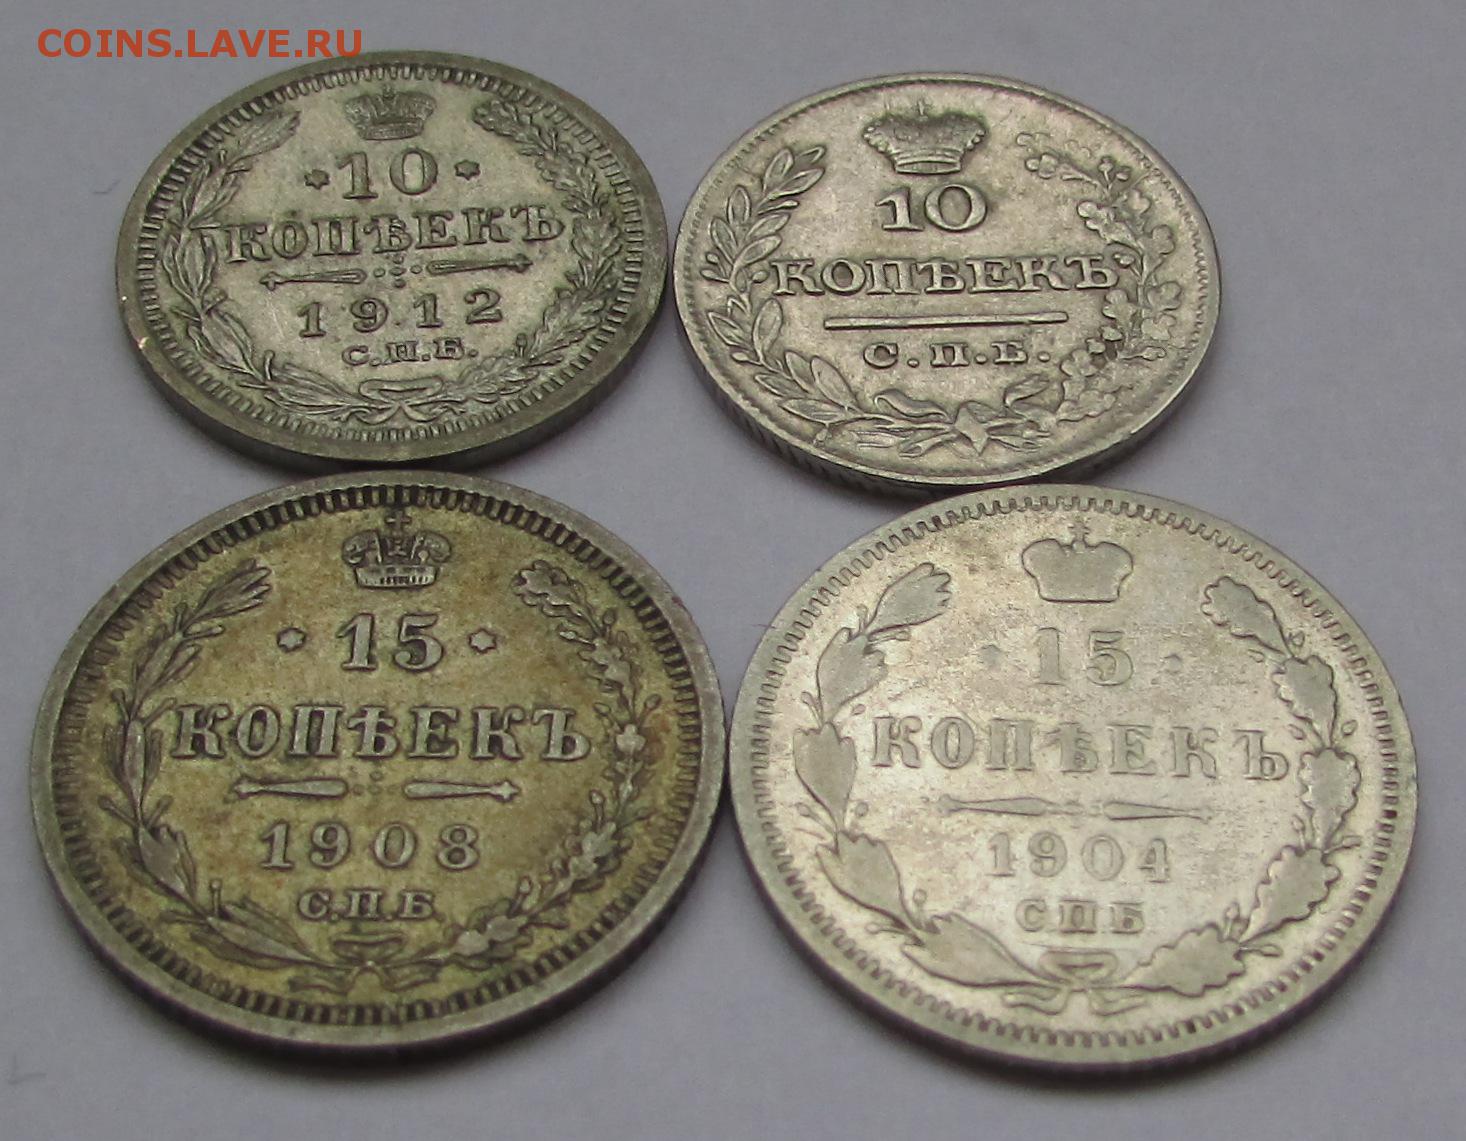 COINS.LAVE.RU
10
КОПѢЕКЪ
1912
С.П.Б.
10
КОПѢЕКЪ
С.П.Б.
15
КОПѢЕКЪ
1908
С.П.Б
15
КОПѢЕКЪ
1904
СПБ